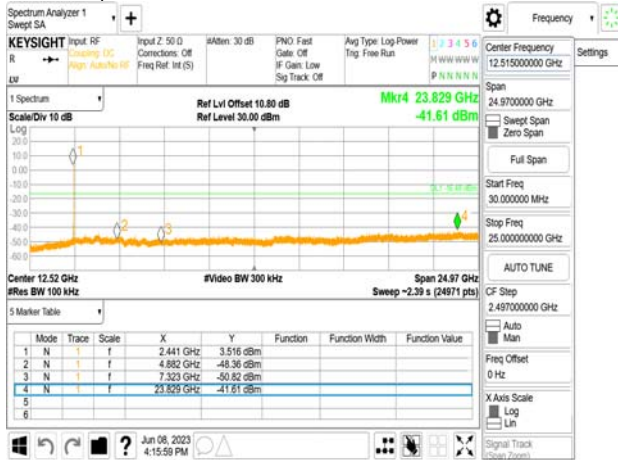 Spectrum Analyzer 1
Swept SA
Frequency
KEYSIGHT
Input: RF
Coupling: DC
Align: Auto/No RF
Input Z: 50 Ω
Corrections: Off
Freq Ref: Int (S)
#Atten: 30 dB
PNO: Fast
Gate: Off
IF Gain: Low
Sig Track: Off
Avg Type: Log-Power
Trig: Free Run
1 2 3 4 5 6
M W W W W W
P N N N N N
R
Center Frequency
12.515000000 GHz
Settings
1 Spectrum
Scale/Div 10 dB
Ref Lvl Offset 10.80 dB
Ref Level 30.00 dBm
Mkr4 23.829 GHz
-41.61 dBm
Span
24.9700000 GHz
Swept Span
Zero Span
Full Span
Start Freq
30.000000 MHz
Stop Freq
25.000000000 GHz
AUTO TUNE
CF Step
2.497000000 GHz
Auto
Man
Freq Offset
0 Hz
X Axis Scale
Log
Lin
Signal Track
(Span Zoom)
Log
20.0
10.0
0.00
-10.0
-20.0
-30.0
-40.0
-50.0
-60.0
1
2
3
4
Center 12.52 GHz
#Res BW 100 kHz
#Video BW 300 kHz
Span 24.97 GHz
Sweep ~2.39 s (24971 pts)
5 Marker Table
Mode Trace Scale X Y Function Function Width Function Value
1 N 1 f 2.441 GHz 3.516 dBm
2 N 1 f 4.882 GHz -48.36 dBm
3 N 1 f 7.323 GHz -50.82 dBm
4 N 1 f 23.829 GHz -41.61 dBm
5
6
Jun 08, 2023
4:15:59 PM